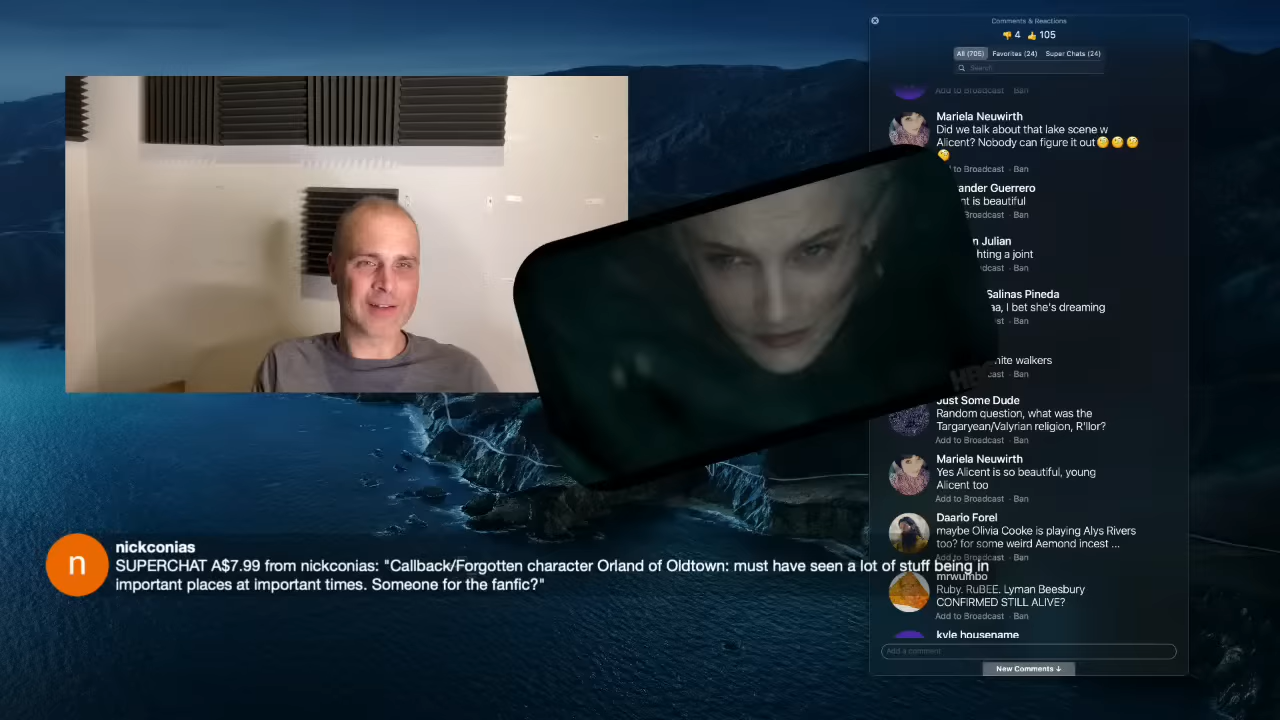 Comments & Reactions
👎 4 👍 105
All (705) Favorites (24) Super Chats (24)
Search
Add to Broadcast · Ban
Mariela Neuwirth
Did we talk about that lake scene w
Alicent? Nobody can figure it out🧐🧐🧐
🧐
to Broadcast · Ban
ander Guerrero
nt is beautiful
Broadcast · Ban
n Julian
hting a joint
dcast · Ban
Salinas Pineda
aa, I bet she's dreaming
st · Ban
hite walkers
cast · Ban
HBO
Just Some Dude
Random question, what was the
Targaryean/Valyrian religion, R'llor?
Add to Broadcast · Ban
Mariela Neuwirth
Yes Alicent is so beautiful, young
Alicent too
Add to Broadcast · Ban
Daario Forel
maybe Olivia Cooke is playing Alys Rivers
too? for some weird Aemond incest ...
Add to Broadcast · Ban
mrwumbo
Ruby. RuBEE. Lyman Beesbury
CONFIRMED STILL ALIVE?
Add to Broadcast · Ban
kyle housename
Add a comment
New Comments ↓
n
nickconias
SUPERCHAT A$7.99 from nickconias: "Callback/Forgotten character Orland of Oldtown: must have seen a lot of stuff being in
important places at important times. Someone for the fanfic?"